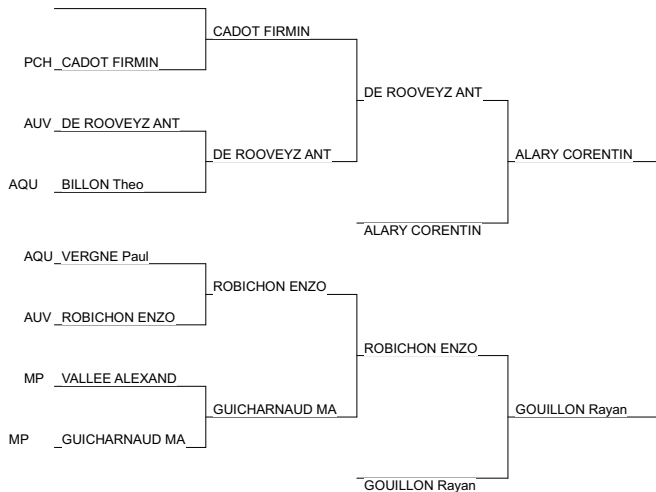 CADOT FIRMIN
PCH CADOT FIRMIN
DE ROOVEYZ ANT
AUV DE ROOVEYZ ANT
DE ROOVEYZ ANT
ALARY CORENTIN
AQU BILLON Theo
ALARY CORENTIN
AQU VERGNE Paul
ROBICHON ENZO
AUV ROBICHON ENZO
ROBICHON ENZO
MP VALLEE ALEXAND
GUICHARNAUD MA
GOUILLON Rayan
MP GUICHARNAUD MA
GOUILLON Rayan